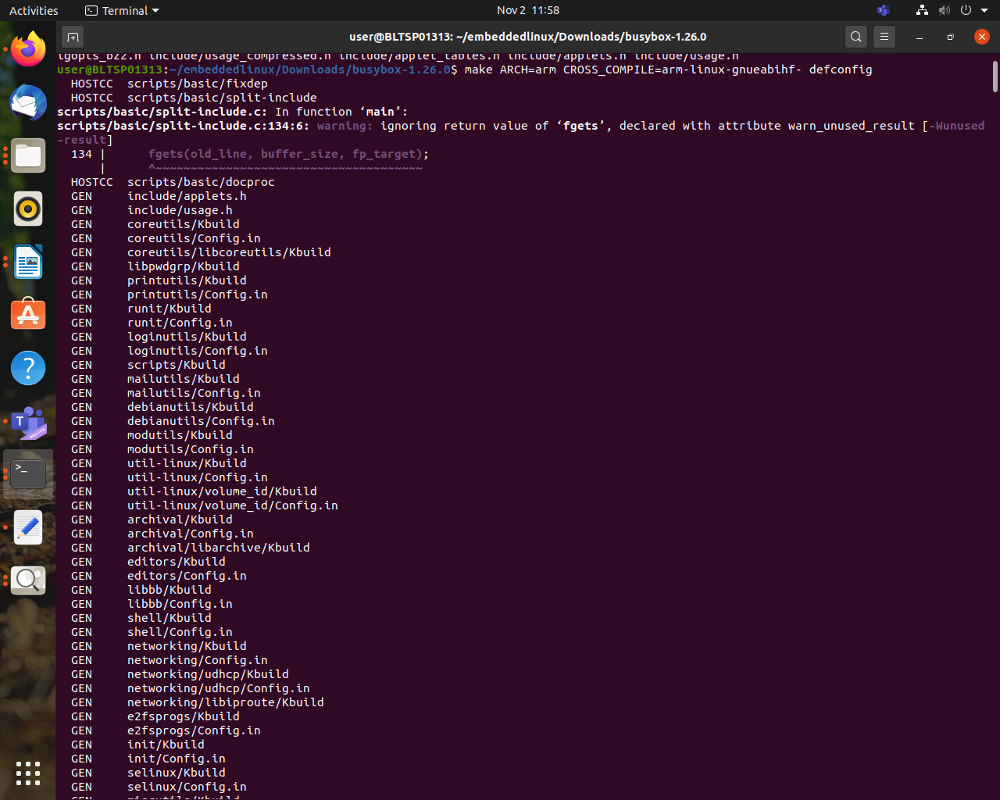 Activities
Terminal
Nov 2 11:58
user@BLTSP01313: ~/embeddedlinux/Downloads/busybox-1.26.0
tgopts_bzz.h include/usage_compressed.h include/applet_tables.h include/applets.h include/usage.h
user@BLTSP01313:~/embeddedlinux/Downloads/busybox-1.26.0$ make ARCH=arm CROSS_COMPILE=arm-linux-gnueabihf- defconfig
HOSTCC scripts/basic/fixdep
HOSTCC scripts/basic/split-include
scripts/basic/split-include.c: In function ‘main’:
scripts/basic/split-include.c:134:6: warning: ignoring return value of ‘fgets’, declared with attribute warn_unused_result [-Wunused
-result]
134 | fgets(old_line, buffer_size, fp_target);
| ^~~~~~~~~~~~~~~~~~~~~~~~~~~~~~~~~~~~~~~
HOSTCC scripts/basic/docproc
GEN include/applets.h
GEN include/usage.h
GEN coreutils/Kbuild
GEN coreutils/Config.in
GEN coreutils/libcoreutils/Kbuild
GEN libpwdgrp/Kbuild
GEN printutils/Kbuild
GEN printutils/Config.in
GEN runit/Kbuild
GEN runit/Config.in
GEN loginutils/Kbuild
GEN loginutils/Config.in
GEN scripts/Kbuild
GEN mailutils/Kbuild
GEN mailutils/Config.in
GEN debianutils/Kbuild
GEN debianutils/Config.in
GEN modutils/Kbuild
GEN modutils/Config.in
GEN util-linux/Kbuild
GEN util-linux/Config.in
GEN util-linux/volume_id/Kbuild
GEN util-linux/volume_id/Config.in
GEN archival/Kbuild
GEN archival/Config.in
GEN archival/libarchive/Kbuild
GEN editors/Kbuild
GEN editors/Config.in
GEN libbb/Kbuild
GEN libbb/Config.in
GEN shell/Kbuild
GEN shell/Config.in
GEN networking/Kbuild
GEN networking/Config.in
GEN networking/udhcp/Kbuild
GEN networking/udhcp/Config.in
GEN networking/libiproute/Kbuild
GEN e2fsprogs/Kbuild
GEN e2fsprogs/Config.in
GEN init/Kbuild
GEN init/Config.in
GEN selinux/Kbuild
GEN selinux/Config.in
GEN miscutils/Kbuild